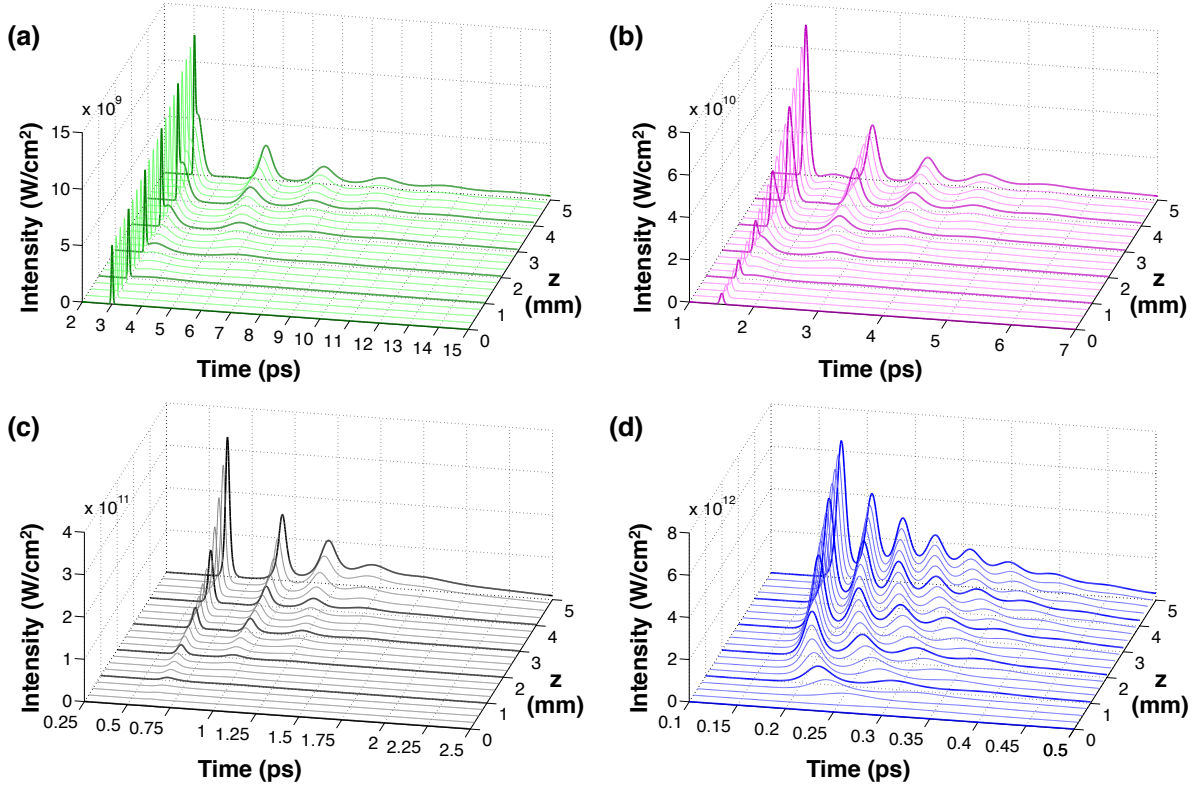 (a)
x 10⁹
15
10
5
0
Intensity (W/cm²)
2 3 4 5 6 7 8 9 10 11 12 13 14 15
Time (ps)
0 1 2 3 4 5
z
(mm)
(b)
x 10¹⁰
8
6
4
2
0
Intensity (W/cm²)
1 2 3 4 5 6 7
Time (ps)
0 1 2 3 4 5
z
(mm)
(c)
x 10¹¹
4
3
2
1
0
Intensity (W/cm²)
0.25 0.5 0.75 1 1.25 1.5 1.75 2 2.25 2.5
Time (ps)
0 1 2 3 4 5
z
(mm)
(d)
x 10¹²
8
6
4
2
0
Intensity (W/cm²)
0.1 0.15 0.2 0.25 0.3 0.35 0.4 0.45 0.5
Time (ps)
0 1 2 3 4 5
z
(mm)